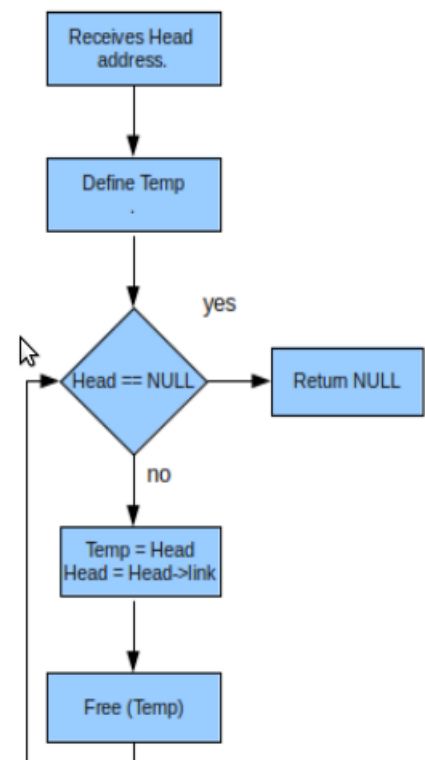 Receives Head
address.
Define Temp
.
yes
Head == NULL
Return NULL
no
Temp = Head
Head = Head->link
Free (Temp)